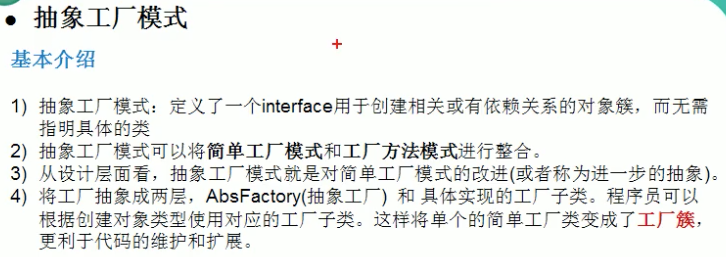 ● 抽象工厂模式
基本介绍
1) 抽象工厂模式：定义了一个interface用于创建相关或有依赖关系的对象簇，而无需
指明具体的类
2) 抽象工厂模式可以将简单工厂模式和工厂方法模式进行整合。
3) 从设计层面看，抽象工厂模式就是对简单工厂模式的改进(或者称为进一步的抽象)。
4) 将工厂抽象成两层，AbsFactory(抽象工厂) 和 具体实现的工厂子类。程序员可以
根据创建对象类型使用对应的工厂子类。这样将单个的简单工厂类变成了工厂簇，
更利于代码的维护和扩展。